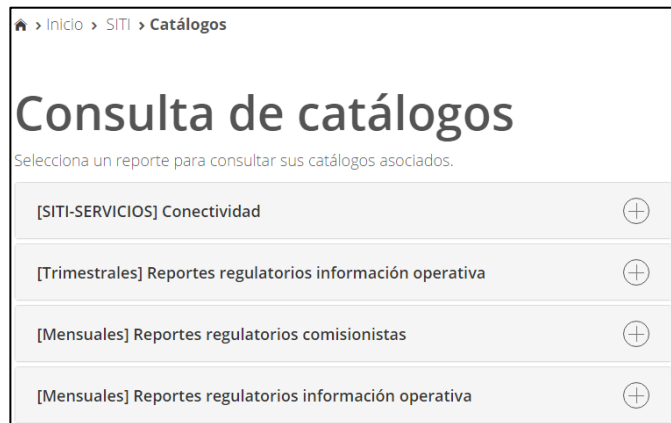 > Inicio > SITI > Catálogos
Consulta de catálogos
Selecciona un reporte para consultar sus catálogos asociados.
[SITI-SERVICIOS] Conectividad
[Trimestrales] Reportes regulatorios información operativa
[Mensuales] Reportes regulatorios comisionistas
[Mensuales] Reportes regulatorios información operativa